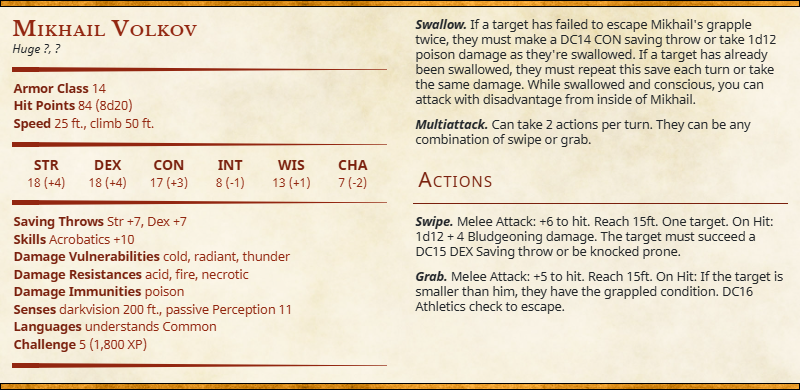 Mikhail Volkov
Huge ?, ?
Armor Class 14
Hit Points 84 (8d20)
Speed 25 ft., climb 50 ft.
STR DEX CON INT WIS CHA
18 (+4) 18 (+4) 17 (+3) 8 (-1) 13 (+1) 7 (-2)
Saving Throws Str +7, Dex +7
Skills Acrobatics +10
Damage Vulnerabilities cold, radiant, thunder
Damage Resistances acid, fire, necrotic
Damage Immunities poison
Senses darkvision 200 ft., passive Perception 11
Languages understands Common
Challenge 5 (1,800 XP)
Swallow. If a target has failed to escape Mikhail's grapple
twice, they must make a DC14 CON saving throw or take 1d12
poison damage as they're swallowed. If a target has already
been swallowed, they must repeat this save each turn or take
the same damage. While swallowed and conscious, you can
attack with disadvantage from inside of Mikhail.
Multiattack. Can take 2 actions per turn. They can be any
combination of swipe or grab.
Actions
Swipe. Melee Attack: +6 to hit. Reach 15ft. One target. On Hit:
1d12 + 4 Bludgeoning damage. The target must succeed a
DC15 DEX Saving throw or be knocked prone.
Grab. Melee Attack: +5 to hit. Reach 15ft. On Hit: If the target is
smaller than him, they have the grappled condition. DC16
Athletics check to escape.